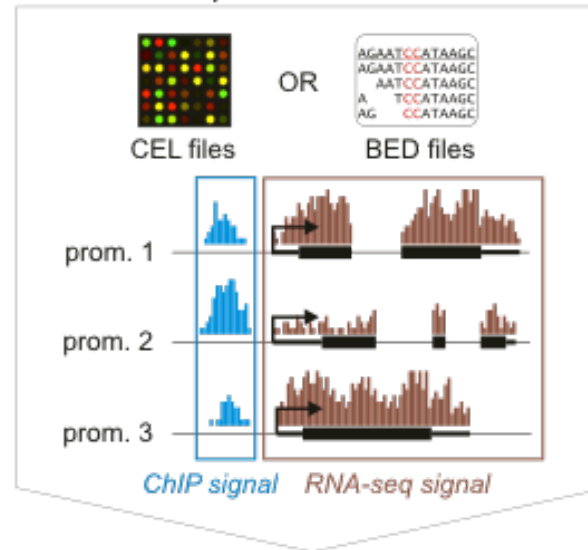 OR
AGAATCCATAAGC
AGAATCCATAAGC
AATCCATAAGC
A TCCATAAGC
AG CCATAAGC
CEL files
BED files
prom. 1
prom. 2
prom. 3
ChIP signal
RNA-seq signal